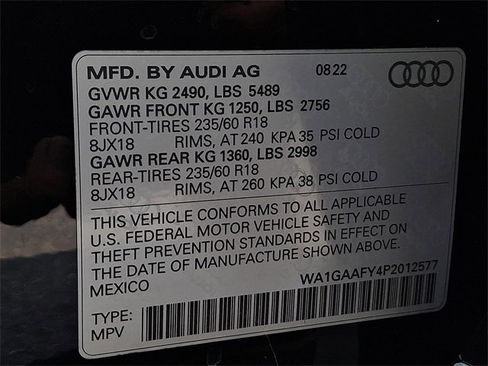 MFD. BY AUDI AG 08 22
GVWR KG 2490, LBS 5489
GAWR FRONT KG 1250, LBS 2756
FRONT-TIRES 235/60 R18
8JX18 RIMS, AT 240 KPA 35 PSI COLD
GAWR REAR KG 1360, LBS 2998
REAR-TIRES 235/60 R18
8JX18 RIMS, AT 260 KPA 38 PSI COLD
THIS VEHICLE CONFORMS TO ALL APPLICABLE
U.S. FEDERAL MOTOR VEHICLE SAFETY AND
THEFT PREVENTION STANDARDS IN EFFECT ON
THE DATE OF MANUFACTURE SHOWN ABOVE.
MEXICO WA1GAAFY4P2012577
TYPE:
MPV